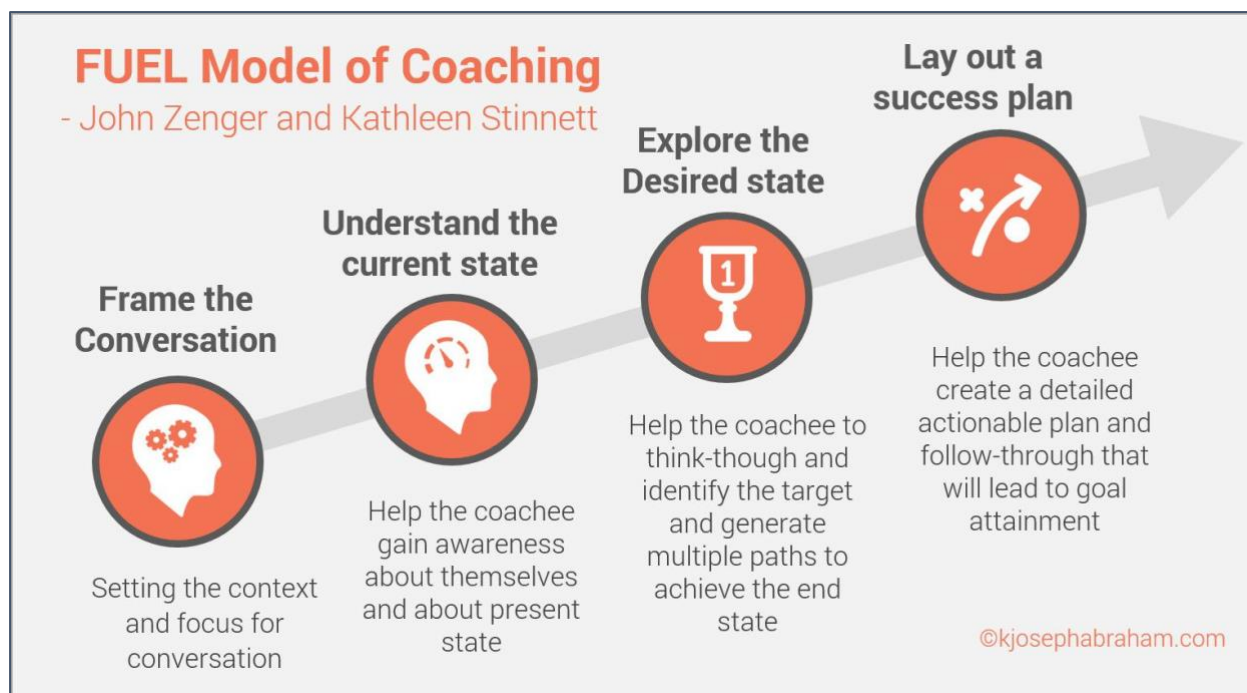 FUEL Model of Coaching
- John Zenger and Kathleen Stinnett
Frame the
Conversation
Setting the context
and focus for
conversation
Understand the
current state
Help the coachee
gain awareness
about themselves
and about present
state
Explore the
Desired state
1
Help the coachee to
think-though and
identify the target
and generate
multiple paths to
achieve the end
state
Lay out a
success plan
Help the coachee
create a detailed
actionable plan and
follow-through that
will lead to goal
attainment
©kjosephabraham.com